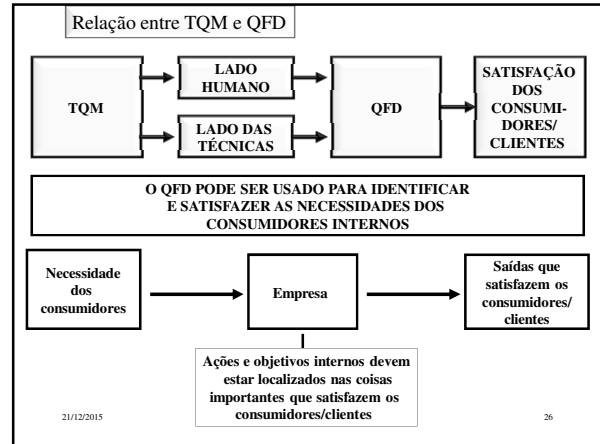 Relação entre TQM e QFD
TQM
LADO
HUMANO
LADO DAS
TÉCNICAS
QFD
SATISFAÇÃO
DOS
CONSUMI-
DORES/
CLIENTES
O QFD PODE SER USADO PARA IDENTIFICAR
E SATISFAZER AS NECESSIDADES DOS
CONSUMIDORES INTERNOS
Necessidade
dos
consumidores
Empresa
Saídas que
satisfazem os
consumidores/
clientes
Ações e objetivos internos devem
estar localizados nas coisas
importantes que satisfazem os
consumidores/clientes
21/12/2015
26